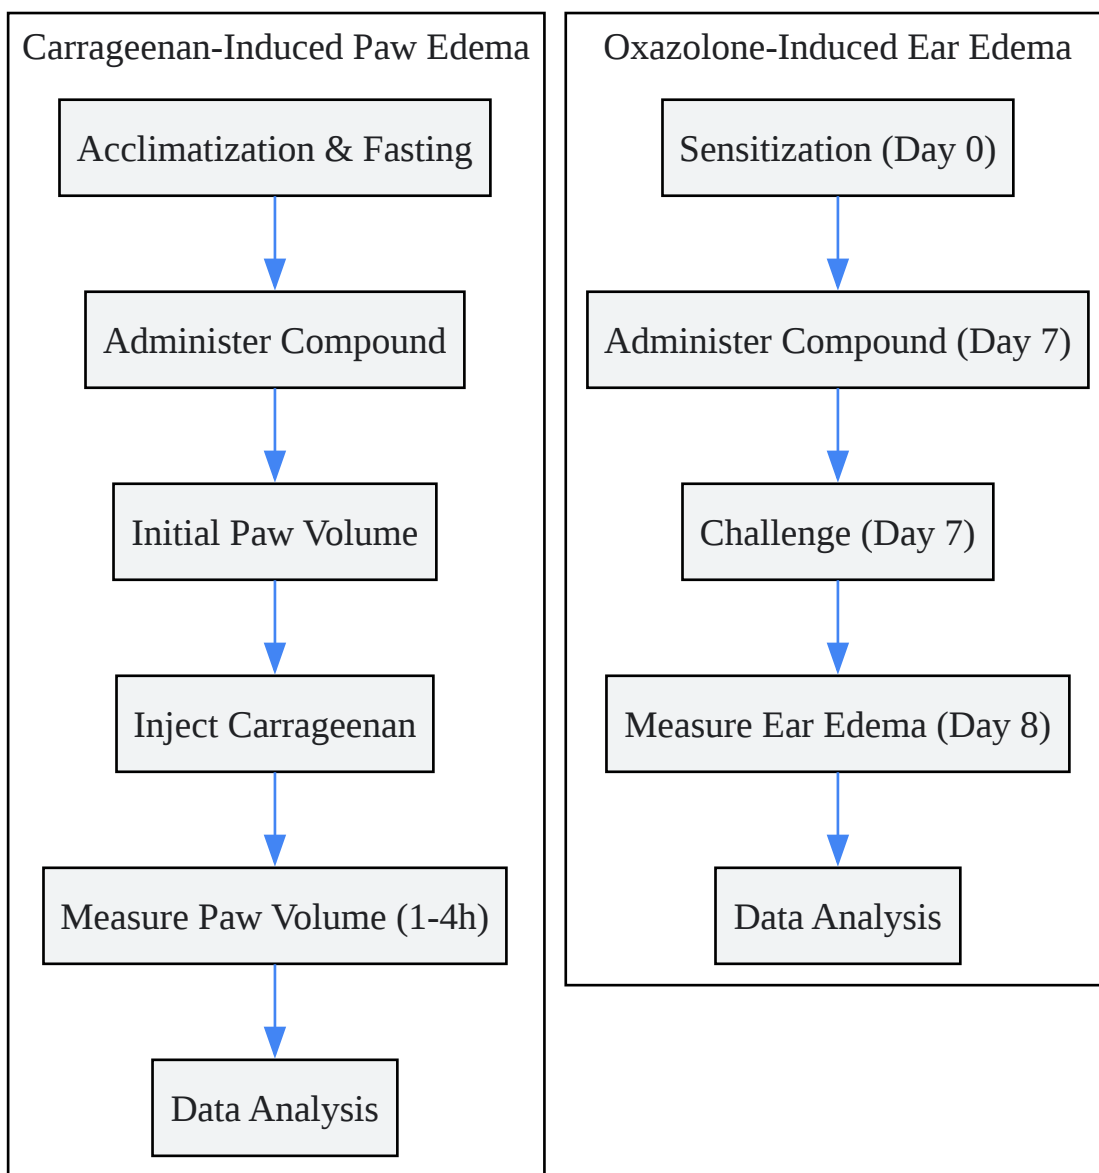 Carrageenan-Induced Paw Edema
Acclimatization & Fasting
Administer Compound
Initial Paw Volume
Inject Carrageenan
Measure Paw Volume (1-4h)
Data Analysis
Oxazolone-Induced Ear Edema
Sensitization (Day 0)
Administer Compound (Day 7)
Challenge (Day 7)
Measure Ear Edema (Day 8)
Data Analysis